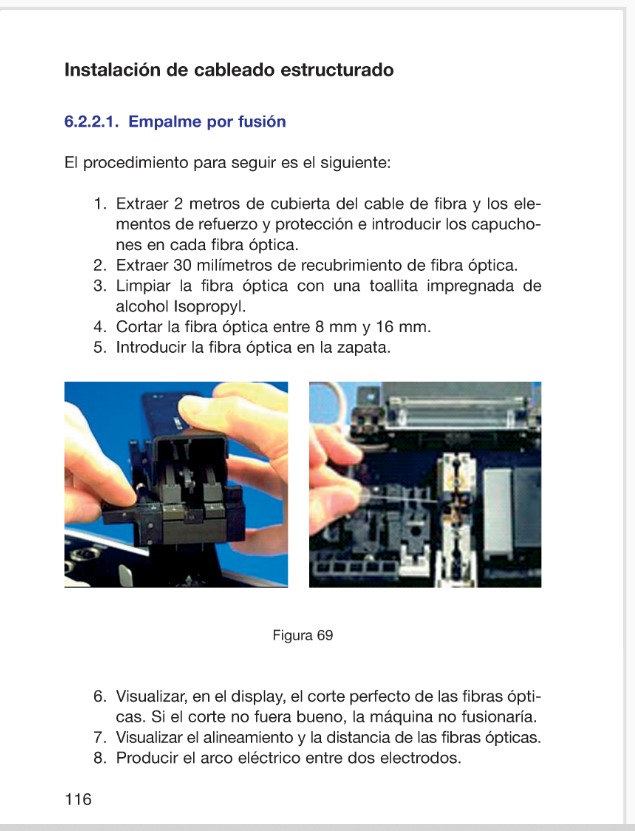 Instalación de cableado estructurado
6.2.2.1. Empalme por fusión
El procedimiento para seguir es el siguiente:
1. Extraer 2 metros de cubierta del cable de fibra y los ele-
mentos de refuerzo y protección e introducir los capucho-
nes en cada fibra óptica.
2. Extraer 30 milímetros de recubrimiento de fibra óptica.
3. Limpiar la fibra óptica con una toallita impregnada de
alcohol Isopropyl.
4. Cortar la fibra óptica entre 8 mm y 16 mm.
5. Introducir la fibra óptica en la zapata.
Figura 69
6. Visualizar, en el display, el corte perfecto de las fibras ópti-
cas. Si el corte no fuera bueno, la máquina no fusionaría.
7. Visualizar el alineamiento y la distancia de las fibras ópticas.
8. Producir el arco eléctrico entre dos electrodos.
116